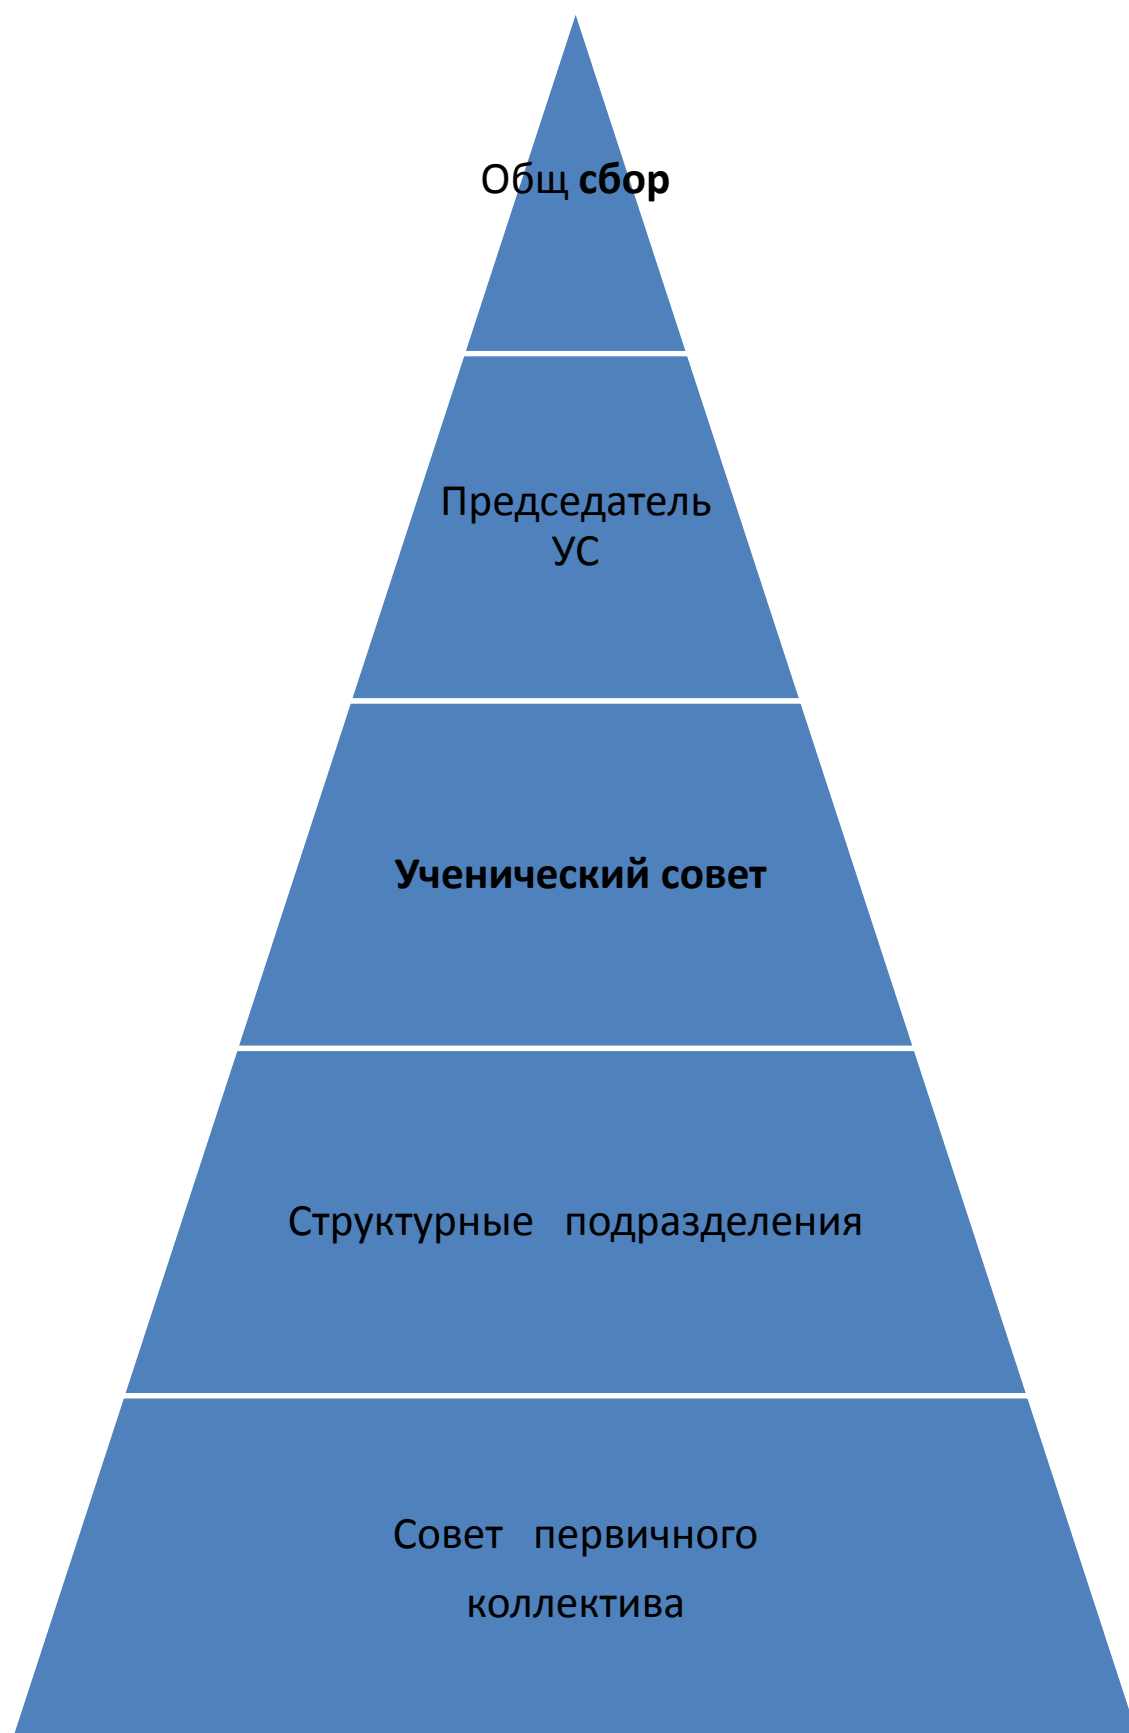 Общ сбор
Председатель
УС
Ученический совет
Структурные подразделения
Совет первичного
коллектива